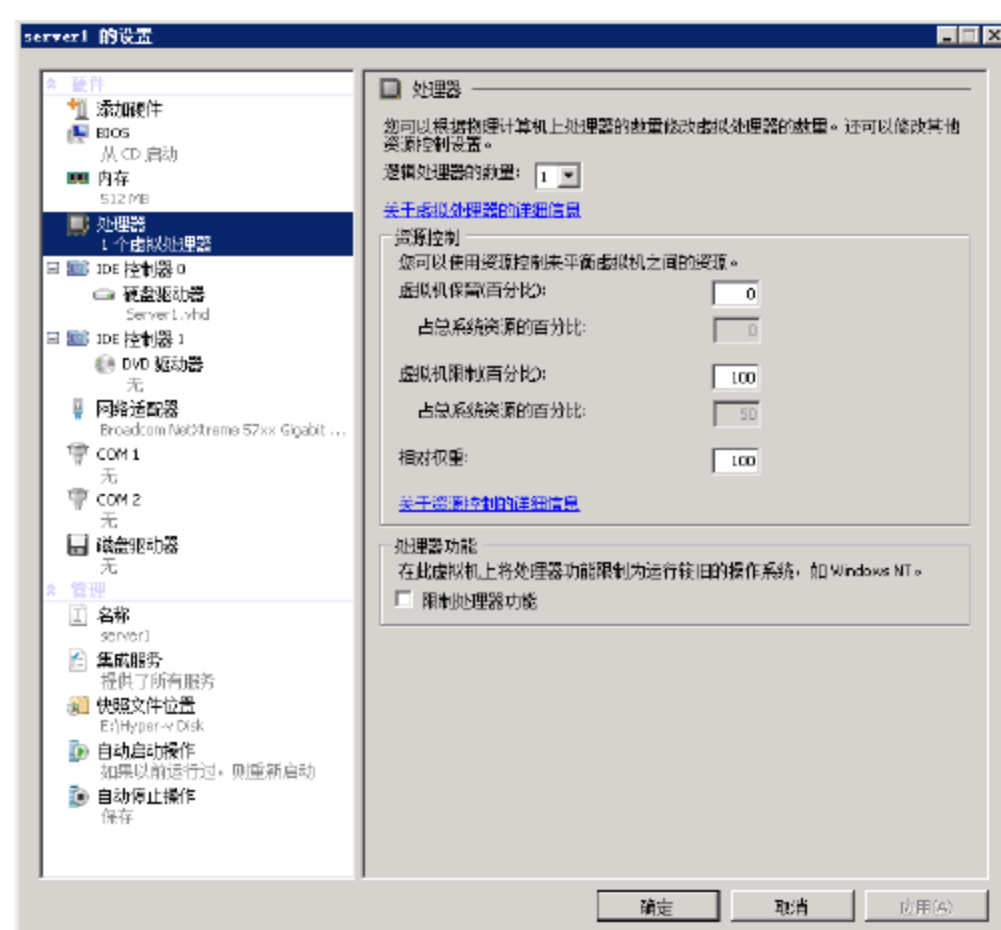 server1 的设置
硬件
添加硬件
BIOS
从 CD 启动
内存
512 MB
处理器
1 个虚拟处理器
IDE 控制器 0
硬盘驱动器
Server1.vhd
IDE 控制器 1
DVD 驱动器
无
网络适配器
Broadcom NetXtreme 57xx Gigabit ...
COM 1
无
COM 2
无
磁盘驱动器
无
管理
名称
server1
集成服务
提供了所有服务
快照文件位置
E:\Hyper-v Disk
自动启动操作
如果以前运行过，则重新启动
自动停止操作
保存
处理器
您可以根据物理计算机上处理器的数量修改虚拟处理器的数量。还可以修改其他
资源控制设置。
逻辑处理器的数量: 1
关于虚拟处理器的详细信息
资源控制
您可以使用资源控制来平衡虚拟机之间的资源。
虚拟机保留(百分比): 0
占总系统资源的百分比: 0
虚拟机限制(百分比): 100
占总系统资源的百分比: 50
相对权重: 100
关于资源控制的详细信息
处理器功能
在此虚拟机上将处理器功能限制为运行较旧的操作系统，如 Windows NT。
限制处理器功能
确定 取消 应用(A)